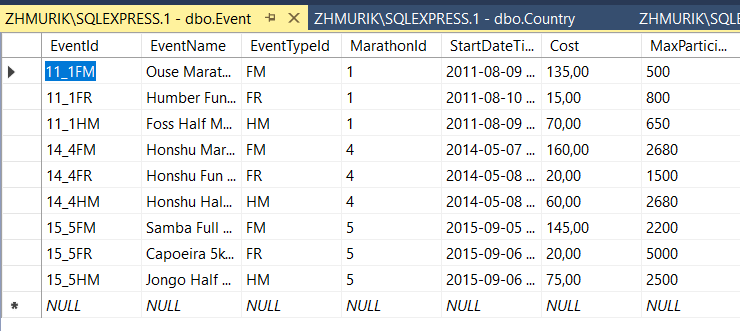 ZHMURIK\SQLEXPRESS.1 - dbo.Event ZHMURIK\SQLEXPRESS.1 - dbo.Country ZHMURIK\SQLEX
EventId EventName EventTypeId MarathonId StartDateTi... Cost MaxPartici...
11_1FM Ouse Marat... FM 1 2011-08-09 ... 135,00 500
11_1FR Humber Fun... FR 1 2011-08-10 ... 15,00 800
11_1HM Foss Half M... HM 1 2011-08-09 ... 70,00 650
14_4FM Honshu Mar... FM 4 2014-05-07 ... 160,00 2680
14_4FR Honshu Fun ... FR 4 2014-05-08 ... 20,00 1500
14_4HM Honshu Hal... HM 4 2014-05-08 ... 60,00 2680
15_5FM Samba Full ... FM 5 2015-09-05 ... 145,00 2200
15_5FR Capoeira 5k... FR 5 2015-09-06 ... 20,00 5000
15_5HM Jongo Half ... HM 5 2015-09-06 ... 75,00 2500
NULL NULL NULL NULL NULL NULL NULL